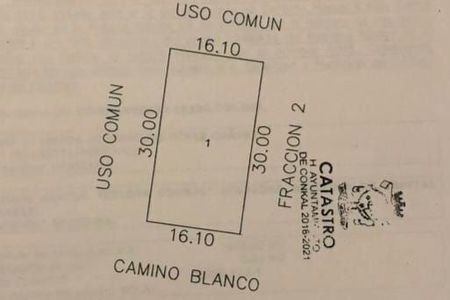 USO COMUN
16.10
USO COMUN
30.00
1
30.00
FRACCION 2
16.10
CAMINO BLANCO
CATASTRO
H AYUNTAMIENTO
DE CONKAL 2018-2021